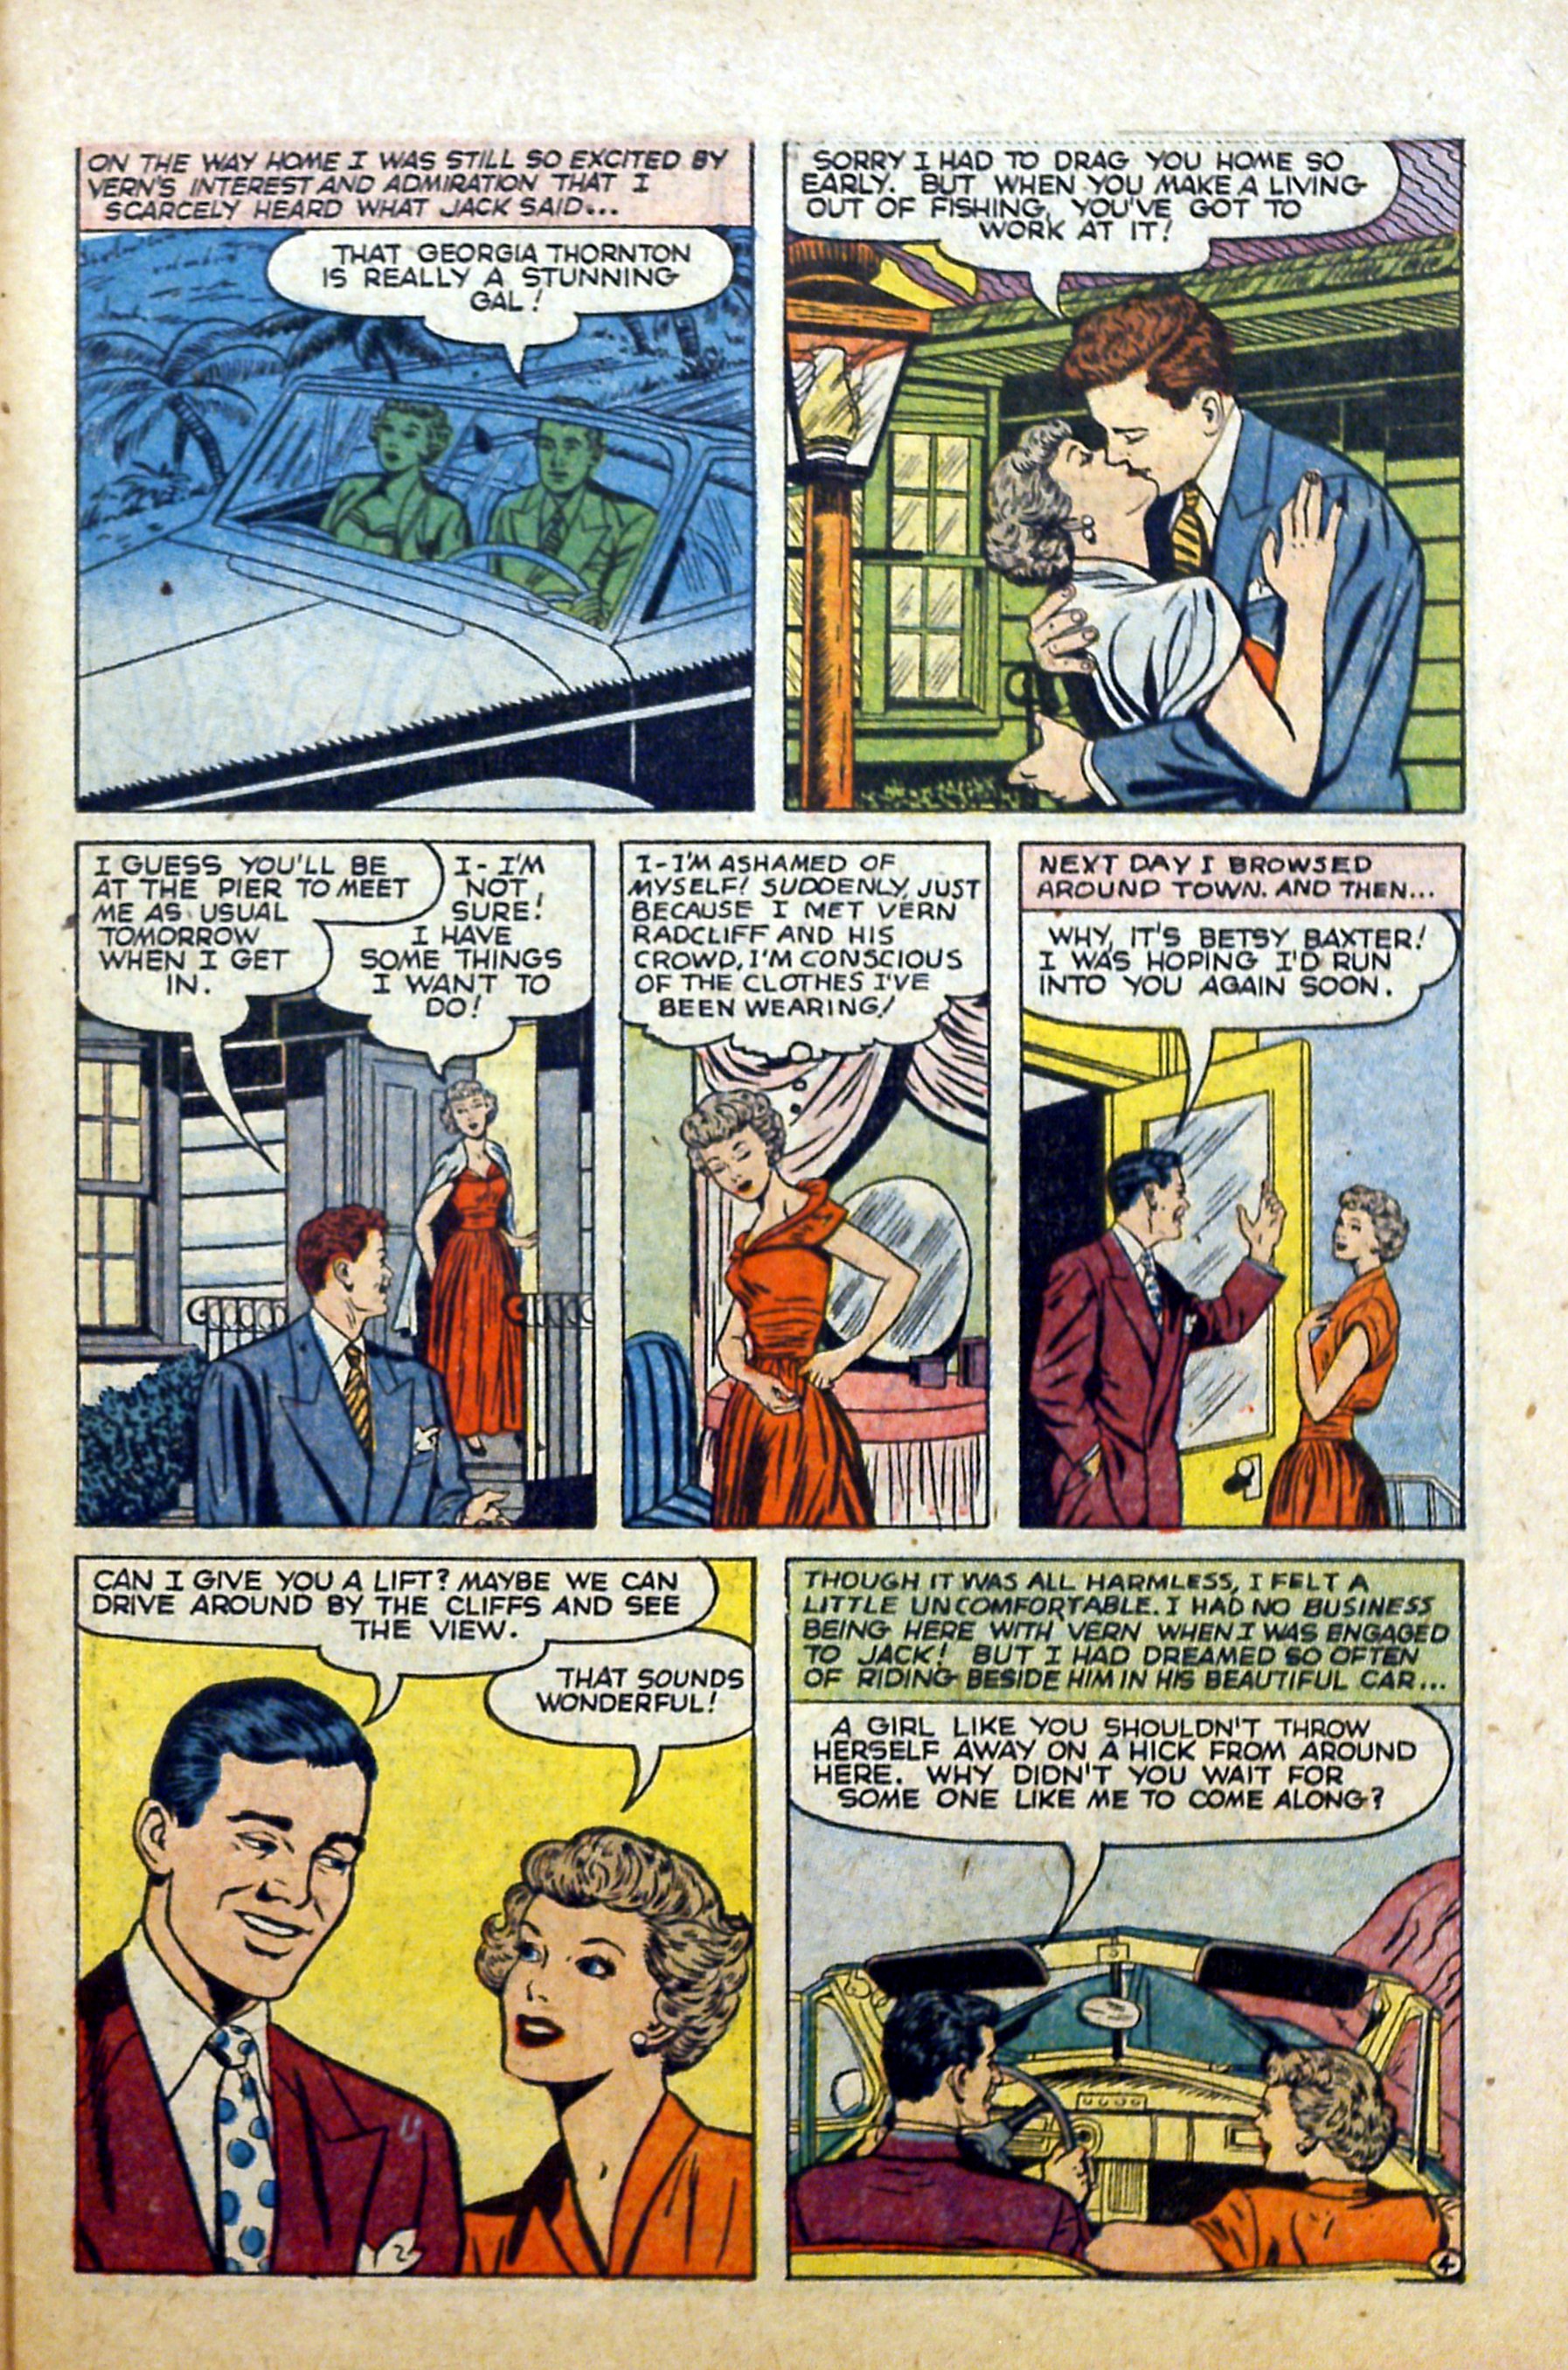 ON THE WAY HOME I WAS STILL SO EXCITED BY
VERN'S INTEREST AND ADMIRATION THAT I
SCARCELY HEARD WHAT JACK SAID...
THAT GEORGIA THORNTON
IS REALLY A STUNNING
GAL!
SORRY I HAD TO DRAG YOU HOME SO
EARLY. BUT WHEN YOU MAKE A LIVING
OUT OF FISHING, YOU'VE GOT TO
WORK AT IT!
I GUESS YOU'LL BE
AT THE PIER TO MEET
ME AS USUAL
TOMORROW
WHEN I GET
IN.
I-I'M
NOT
SURE!
I HAVE
SOME THINGS
I WANT TO
DO!
I-I'M ASHAMED OF
MYSELF! SUDDENLY, JUST
BECAUSE I MET VERN
RADCLIFF AND HIS
CROWD, I'M CONSCIOUS
OF THE CLOTHES I'VE
BEEN WEARING!
NEXT DAY I BROWSED
AROUND TOWN. AND THEN...
WHY, IT'S BETSY BAXTER!
I WAS HOPING I'D RUN
INTO YOU AGAIN SOON.
CAN I GIVE YOU A LIFT? MAYBE WE CAN
DRIVE AROUND BY THE CLIFFS AND SEE
THE VIEW.
THAT SOUNDS
WONDERFUL!
THOUGH IT WAS ALL HARMLESS, I FELT A
LITTLE UNCOMFORTABLE. I HAD NO BUSINESS
BEING HERE WITH VERN WHEN I WAS ENGAGED
TO JACK! BUT I HAD DREAMED SO OFTEN
OF RIDING BESIDE HIM IN HIS BEAUTIFUL CAR...
A GIRL LIKE YOU SHOULDN'T THROW
HERSELF AWAY ON A HICK FROM AROUND
HERE. WHY DIDN'T YOU WAIT FOR
SOME ONE LIKE ME TO COME ALONG?
4